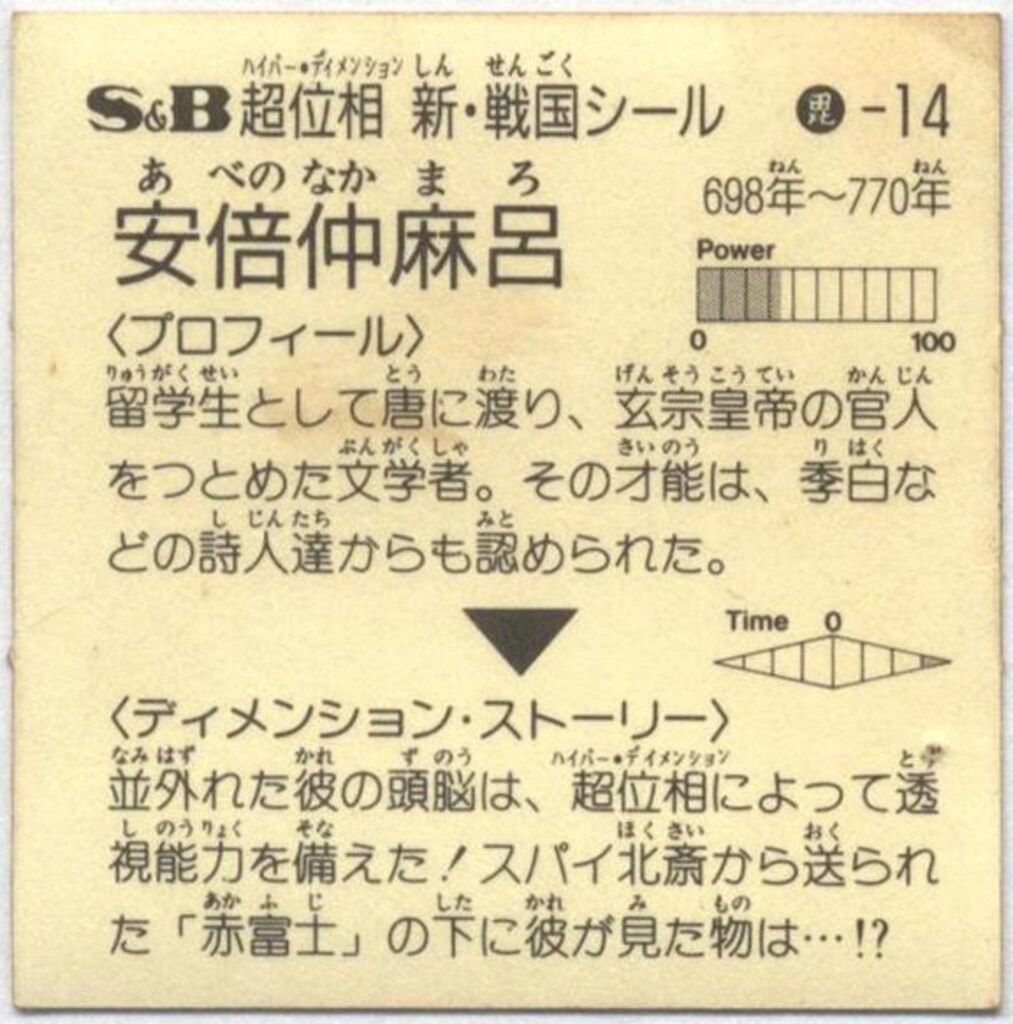 ハイパー・ディメンション しん せんごく
S&B超位相 新・戦国シール 毘-14
あべのなかまろ
安倍仲麻呂
ねん ねん
698年〜770年
Power
0 100
〈プロフィール〉
りゅうがくせい とう わた げんそうこうてい かんじん
留学生として唐に渡り、玄宗皇帝の官人
ぶんがくしゃ さいのう りはく
をつとめた文学者。その才能は、季白な
しじんたち みと
どの詩人達からも認められた。
Time 0
〈ディメンション・ストーリー〉
なみはず かれ ずのう ハイパー・ディメンション とう
並外れた彼の頭脳は、超位相によって透
しのうりょく そな ほくさい おく
視能力を備えた!スパイ北斎から送られ
あかふじ した かれ み もの
た「赤富士」の下に彼が見た物は…!?